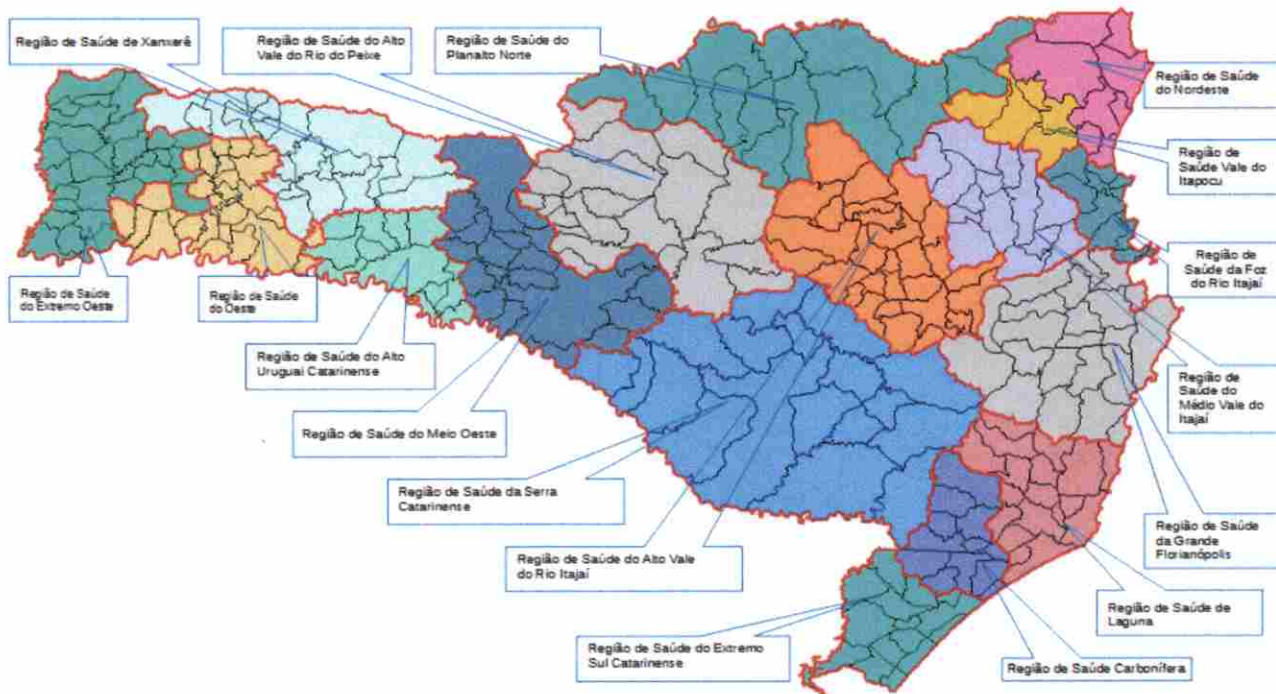 Região de Saúde de Xanxerê
Região de Saúde do Alto
Vale do Rio do Peixe
Região de Saúde do
Planalto Norte
Região de Saúde
do Nordeste
Região de
Saúde Vale do
Itapocu
Região de
Saúde da Foz
do Rio Itajaí
Região de Saúde
do Extremo Oeste
Região de Saúde
do Oeste
Região de Saúde do Alto
Uruguai Catarinense
Região de
Saúde do
Médio Vale do
Itajaí
Região de Saúde do Meio Oeste
Região de Saúde da Serra
Catarinense
Região de Saúde
da Grande
Florianópolis
Região de Saúde do Alto Vale
do Rio Itajaí
Região de Saúde de
Laguna
Região de Saúde do Extremo
Sul Catarinense
Região de Saúde Carbonífera